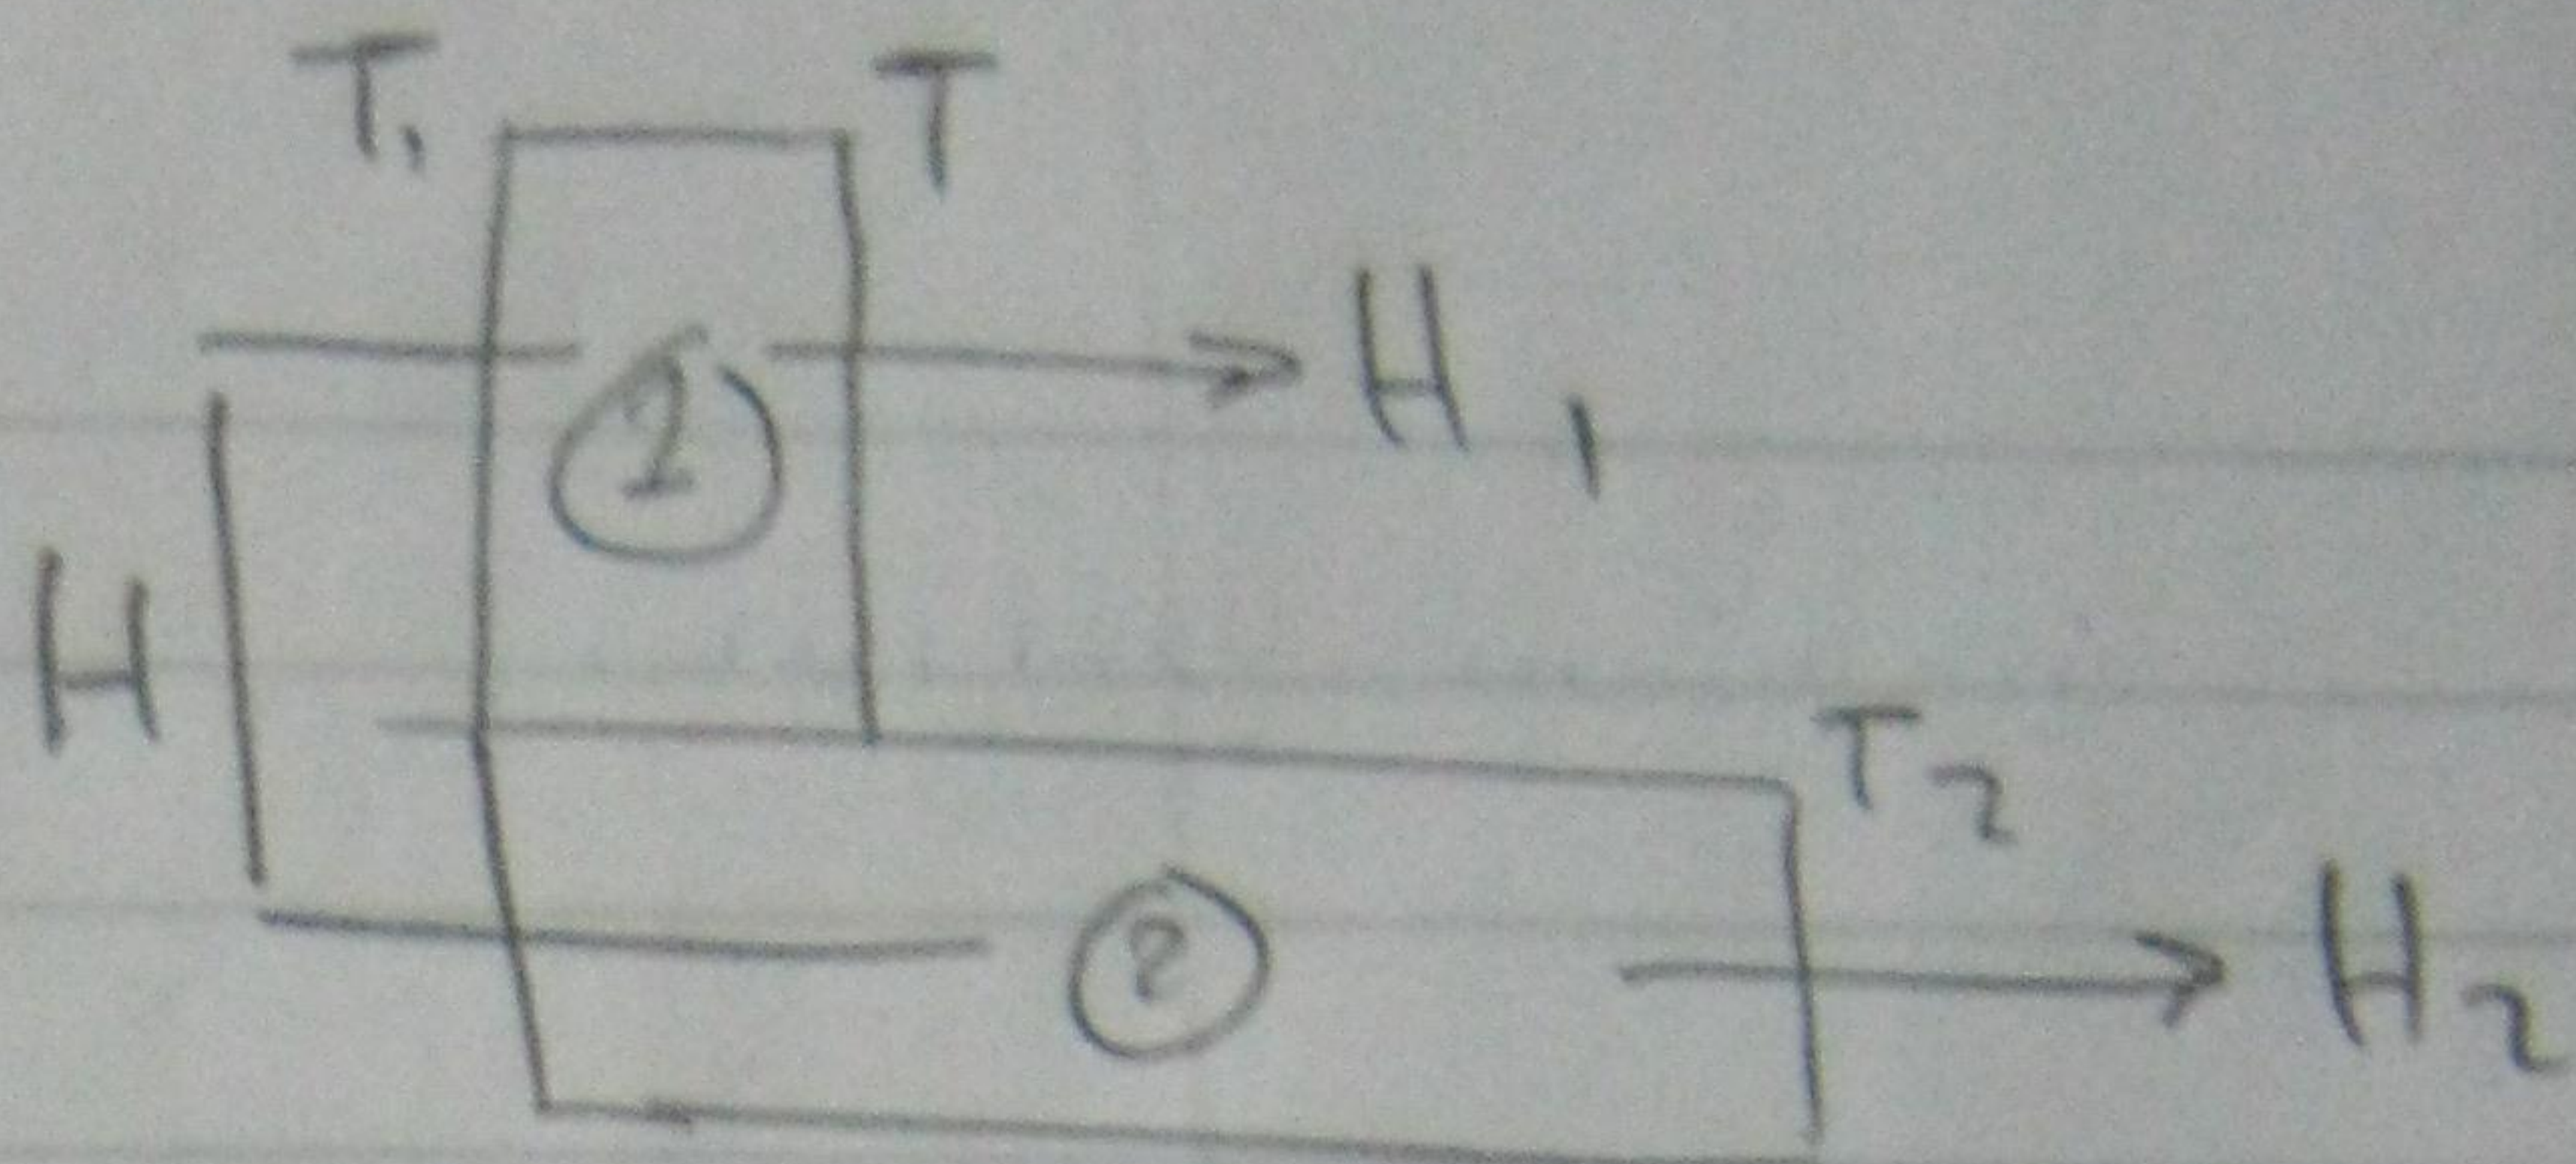 T₁ T
① H₁
H
T₂
② H₂